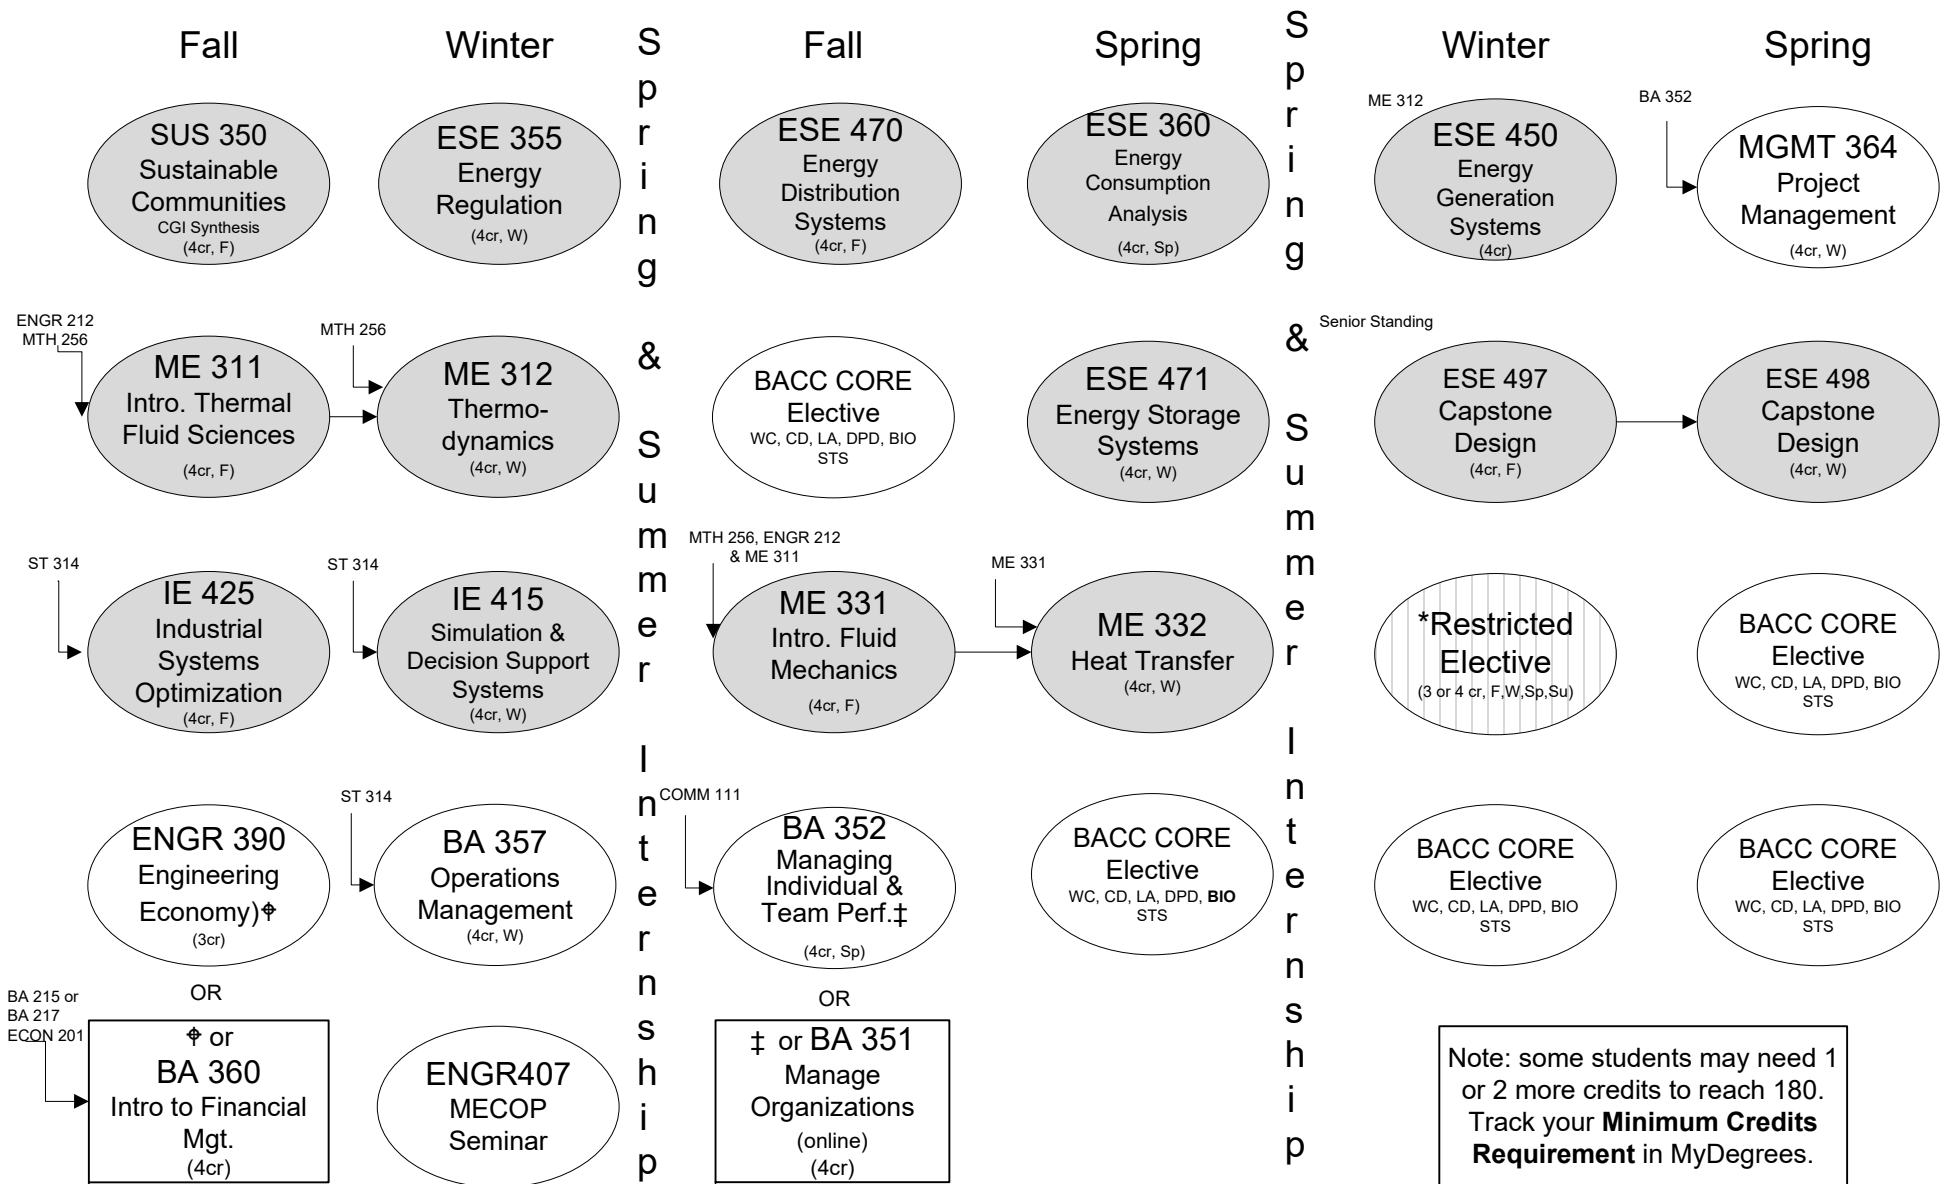 Fall
Winter
Fall
Spring
Winter
Spring
SUS 350
Sustainable
Communities
CGI Synthesis
(4cr, F)
ESE 355
Energy
Regulation
(4cr, W)
ESE 470
Energy
Distribution
Systems
(4cr, F)
ESE 360
Energy
Consumption
Analysis
(4cr, Sp)
ME 312
ESE 450
Energy
Generation
Systems
(4cr)
BA 352
MGMT 364
Project
Management
(4cr, W)
ENGR 212
MTH 256
ME 311
Intro. Thermal
Fluid Sciences
(4cr, F)
MTH 256
ME 312
Thermo-
dynamics
(4cr, W)
BACC CORE
Elective
WC, CD, LA, DPD, BIO
STS
ESE 471
Energy Storage
Systems
(4cr, W)
Senior Standing
ESE 497
Capstone
Design
(4cr, F)
ESE 498
Capstone
Design
(4cr, W)
ST 314
IE 425
Industrial
Systems
Optimization
(4cr, F)
ST 314
IE 415
Simulation &
Decision Support
Systems
(4cr, W)
MTH 256, ENGR 212
& ME 311
ME 331
Intro. Fluid
Mechanics
(4cr, F)
ME 331
ME 332
Heat Transfer
(4cr, W)
*Restricted
Elective
(3 or 4 cr, F,W,Sp,Su)
BACC CORE
Elective
WC, CD, LA, DPD, BIO
STS
ENGR 390
Engineering
Economy)⌖
(3cr)
OR
ST 314
BA 357
Operations
Management
(4cr, W)
COMM 111
BA 352
Managing
Individual &
Team Perf.‡
(4cr, Sp)
OR
BACC CORE
Elective
WC, CD, LA, DPD, BIO
STS
BACC CORE
Elective
WC, CD, LA, DPD, BIO
STS
BACC CORE
Elective
WC, CD, LA, DPD, BIO
STS
BA 215 or
BA 217
ECON 201
⌖ or
BA 360
Intro to Financial
Mgt.
(4cr)
ENGR407
MECOP
Seminar
‡ or BA 351
Manage
Organizations
(online)
(4cr)
Note: some students may need 1
or 2 more credits to reach 180.
Track your Minimum Credits
Requirement in MyDegrees.
Spring & Summer Internship
Spring & Summer Internship